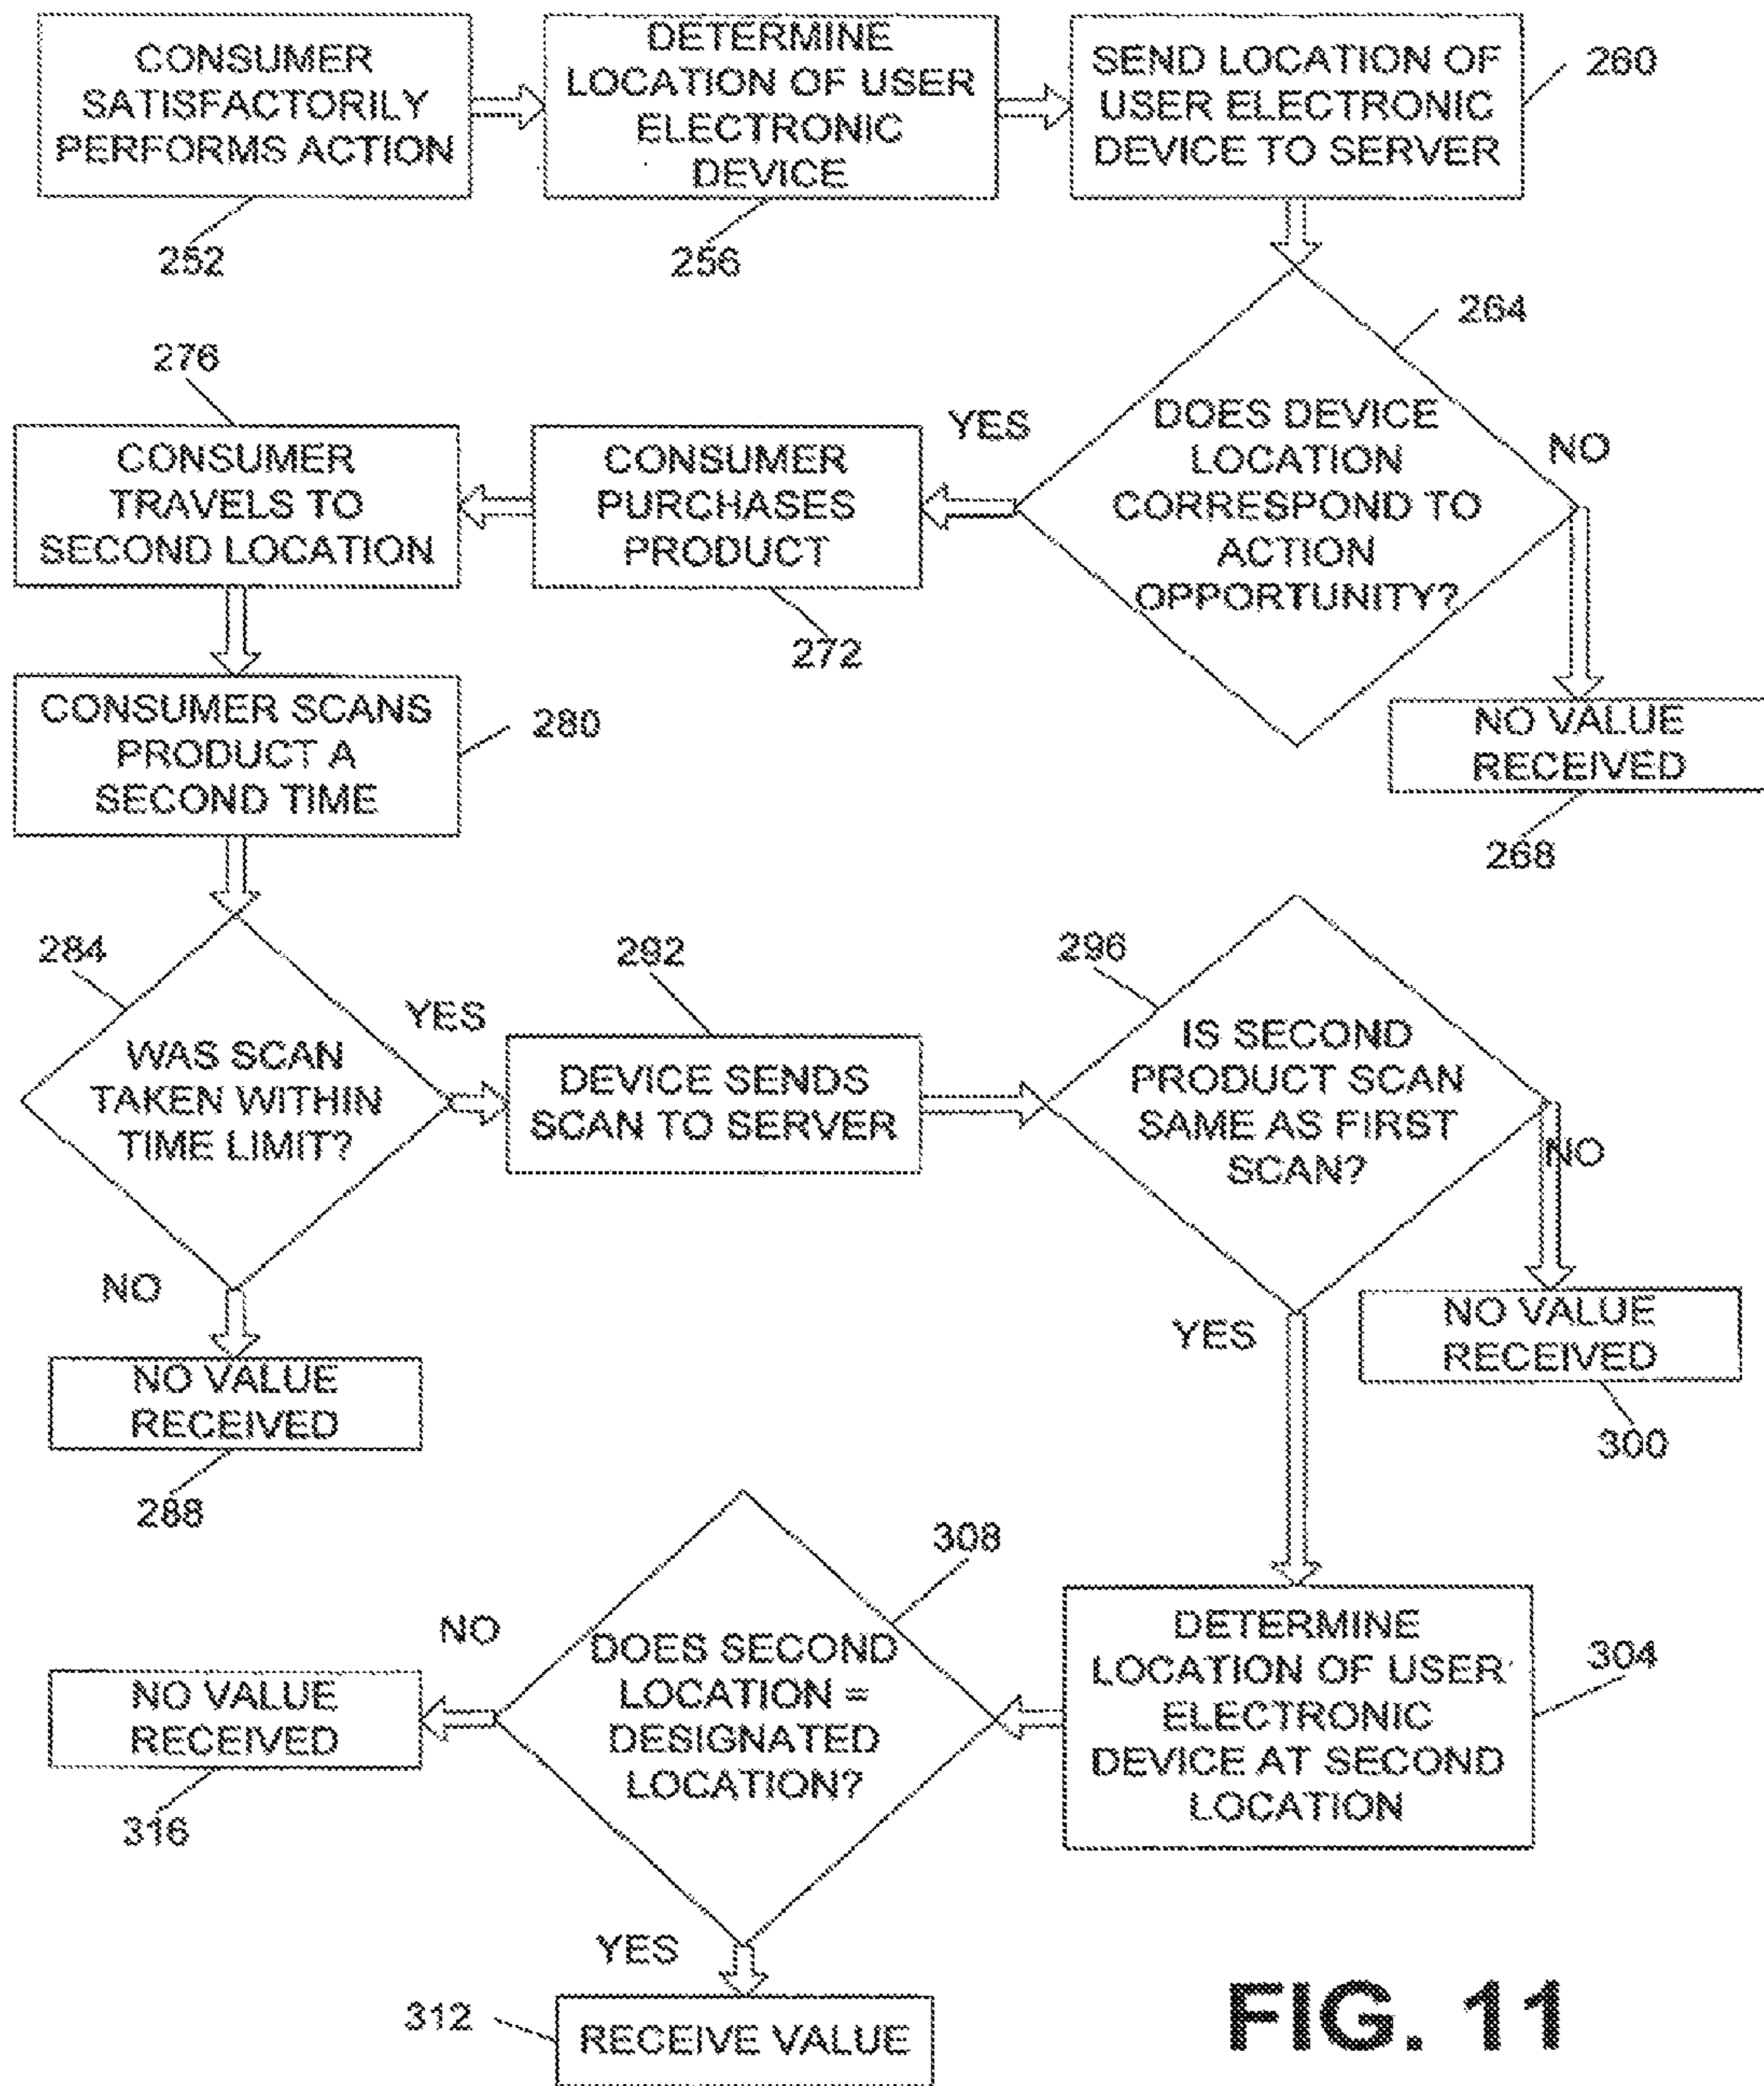 CONSUMER
SATISFACTORILY
PERFORMS ACTION
252
DETERMINE
LOCATION OF USER
ELECTRONIC
DEVICE
256
SEND LOCATION OF
USER ELECTRONIC
DEVICE TO SERVER
260
264
DOES DEVICE
LOCATION
CORRESPOND TO
ACTION
OPPORTUNITY?
YES
NO
NO VALUE
RECEIVED
268
CONSUMER
PURCHASES
PRODUCT
272
276
CONSUMER
TRAVELS TO
SECOND LOCATION
CONSUMER SCANS
PRODUCT A
SECOND TIME
280
284
WAS SCAN
TAKEN WITHIN
TIME LIMIT?
YES
NO
NO VALUE
RECEIVED
288
292
DEVICE SENDS
SCAN TO SERVER
296
IS SECOND
PRODUCT SCAN
SAME AS FIRST
SCAN?
NO
YES
NO VALUE
RECEIVED
300
DETERMINE
LOCATION OF USER
ELECTRONIC
DEVICE AT SECOND
LOCATION
304
308
DOES SECOND
LOCATION =
DESIGNATED
LOCATION?
NO
NO VALUE
RECEIVED
316
YES
312
RECEIVE VALUE
FIG. 11